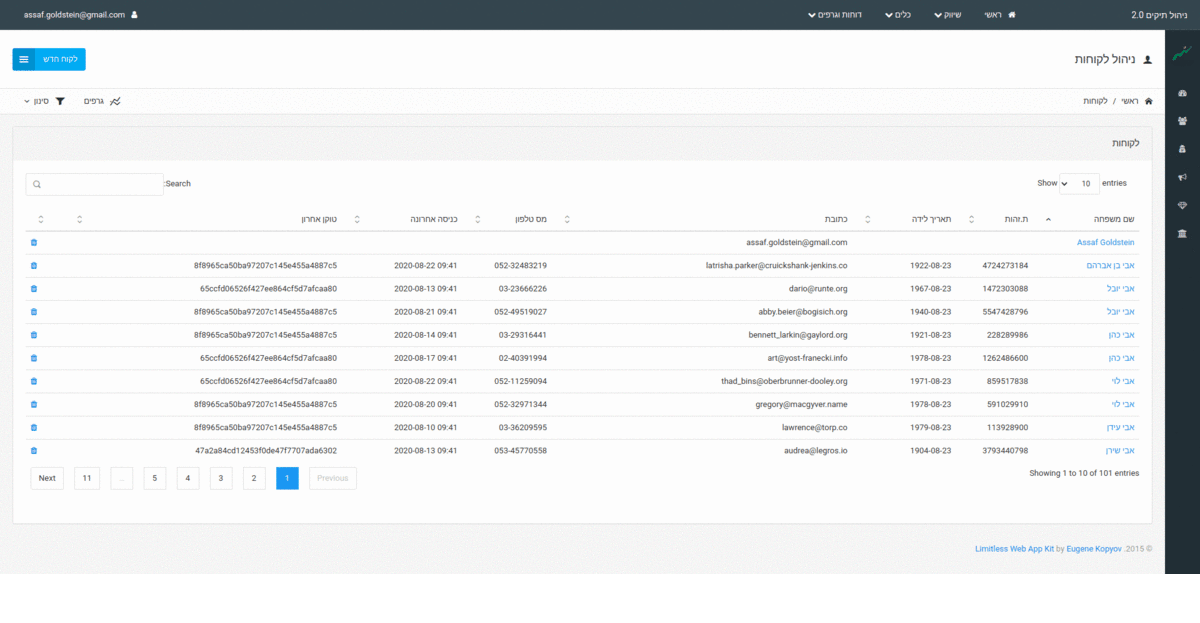 ניהול תיקים 2.0
ראשי שיווק כלים דוחות וגרפים assaf.goldstein@gmail.com
ניהול לקוחות
לקוח חדש
ראשי / לקוחות
גרפים סינון
לקוחות
Show 10 entries
Search:
שם משפחה ת.זהות תאריך לידה כתובת מס טלפון כניסה אחרונה טוקן אחרון
Assaf Goldstein assaf.goldstein@gmail.com
אבי בן אברהם 4724273184 1922-08-23 latrisha.parker@cruickshank-jenkins.co 052-32483219 2020-08-22 09:41 8f8965ca50ba97207c145e455a4887c5
אבי יובל 1472303088 1967-08-23 dario@runte.org 03-23666226 2020-08-13 09:41 65ccfd06526f427ee864cf5d7afcaa80
אבי יובל 5547428796 1940-08-23 abby.beier@bogisich.org 052-49519027 2020-08-21 09:41 8f8965ca50ba97207c145e455a4887c5
אבי כהן 228289986 1921-08-23 bennett_larkin@gaylord.org 03-29316441 2020-08-14 09:41 8f8965ca50ba97207c145e455a4887c5
אבי כהן 1262486600 1978-08-23 art@yost-franecki.info 02-40391994 2020-08-17 09:41 65ccfd06526f427ee864cf5d7afcaa80
אבי לוי 859517838 1971-08-23 thad_bins@oberbrunner-dooley.org 052-11259094 2020-08-22 09:41 65ccfd06526f427ee864cf5d7afcaa80
אבי לוי 591029910 1978-08-23 gregory@macgyver.name 052-32971344 2020-08-20 09:41 8f8965ca50ba97207c145e455a4887c5
אבי עידן 113928900 1979-08-23 lawrence@torp.co 03-36209595 2020-08-10 09:41 8f8965ca50ba97207c145e455a4887c5
אבי שירן 3793440798 1904-08-23 audrea@legros.io 053-45770558 2020-08-13 09:41 47a2a84cd12453f0de47f7707ada6302
Showing 1 to 10 of 101 entries
Previous 1 2 3 4 5 … 11 Next
© 2015. Limitless Web App Kit by Eugene Kopyov